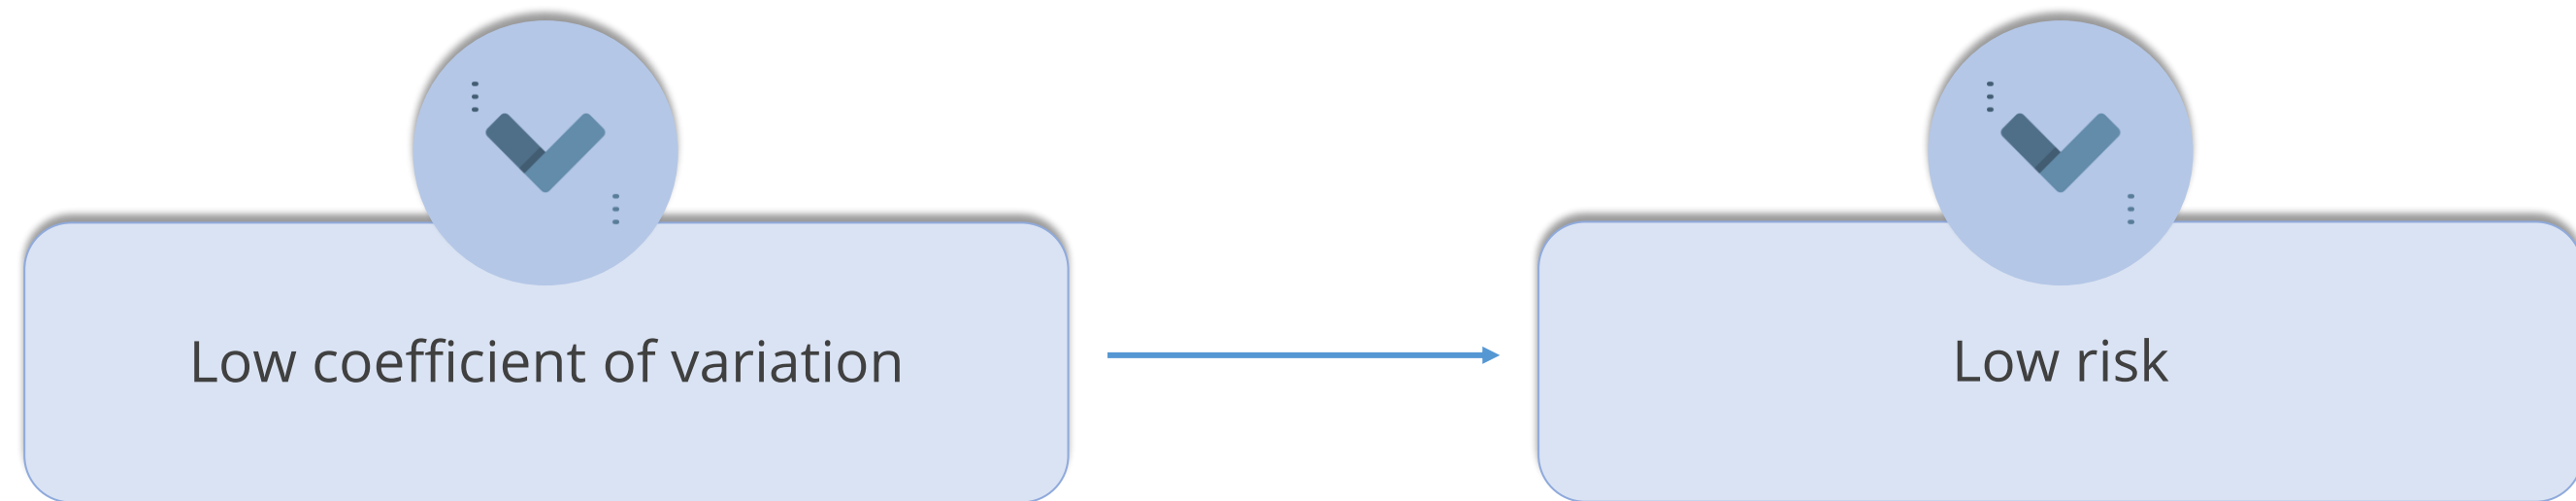 Low coefficient of variation
Low risk